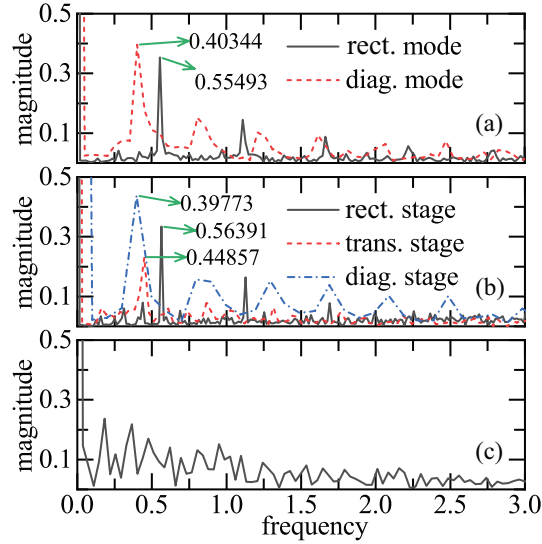 0.5
0.3
0.1
magnitude
0.40344
0.55493
rect. mode
diag. mode
(a)
0.5
0.3
0.1
magnitude
0.39773
0.56391
0.44857
rect. stage
trans. stage
diag. stage
(b)
0.5
0.3
0.1
magnitude
(c)
0.0 0.5 1.0 1.5 2.0 2.5 3.0
frequency